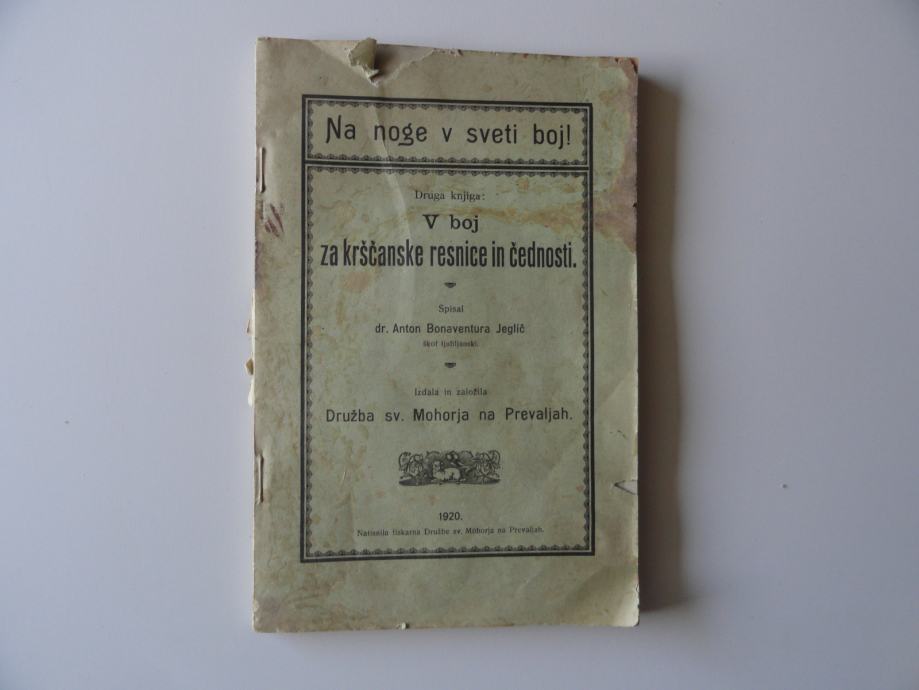 Na noge v sveti boj!
Druga knjiga:
V boj
za krščanske resnice in čednosti.
Spisal
dr. Anton Bonaventura Jeglič
škof ljubljanski.
Izdala in založila
Družba sv. Mohorja na Prevaljah.
1920.
Natisnila tiskarna Družbe sv. Mohorja na Prevaljah.